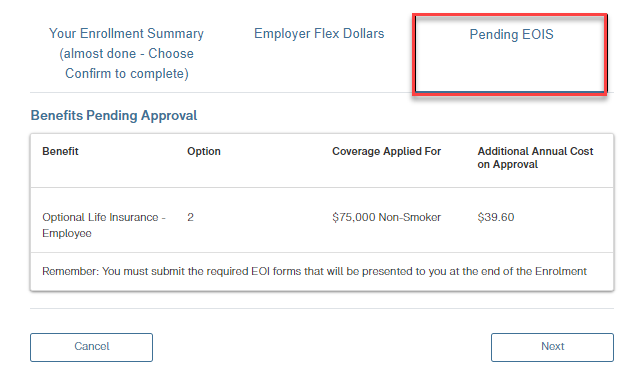 Your Enrollment Summary
(almost done - Choose
Confirm to complete)
Employer Flex Dollars
Pending EOIS
Benefits Pending Approval
Benefit Option Coverage Applied For Additional Annual Cost
on Approval
Optional Life Insurance - 2 $75,000 Non-Smoker $39.60
Employee
Remember: You must submit the required EOI forms that will be presented to you at the end of the Enrolment
Cancel Next